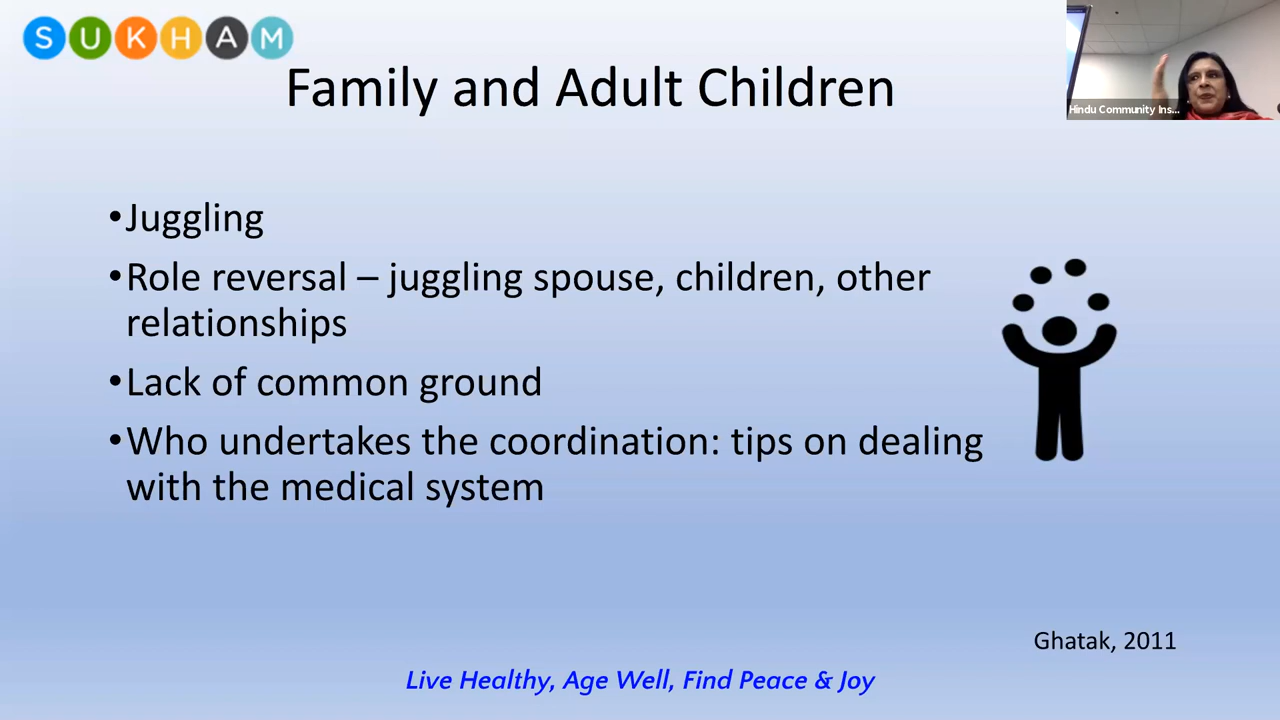 SUKHAM
Family and Adult Children
Hindu Community Ins...
•Juggling
•Role reversal – juggling spouse, children, other
relationships
•Lack of common ground
•Who undertakes the coordination: tips on dealing
with the medical system
Ghatak, 2011
Live Healthy, Age Well, Find Peace & Joy